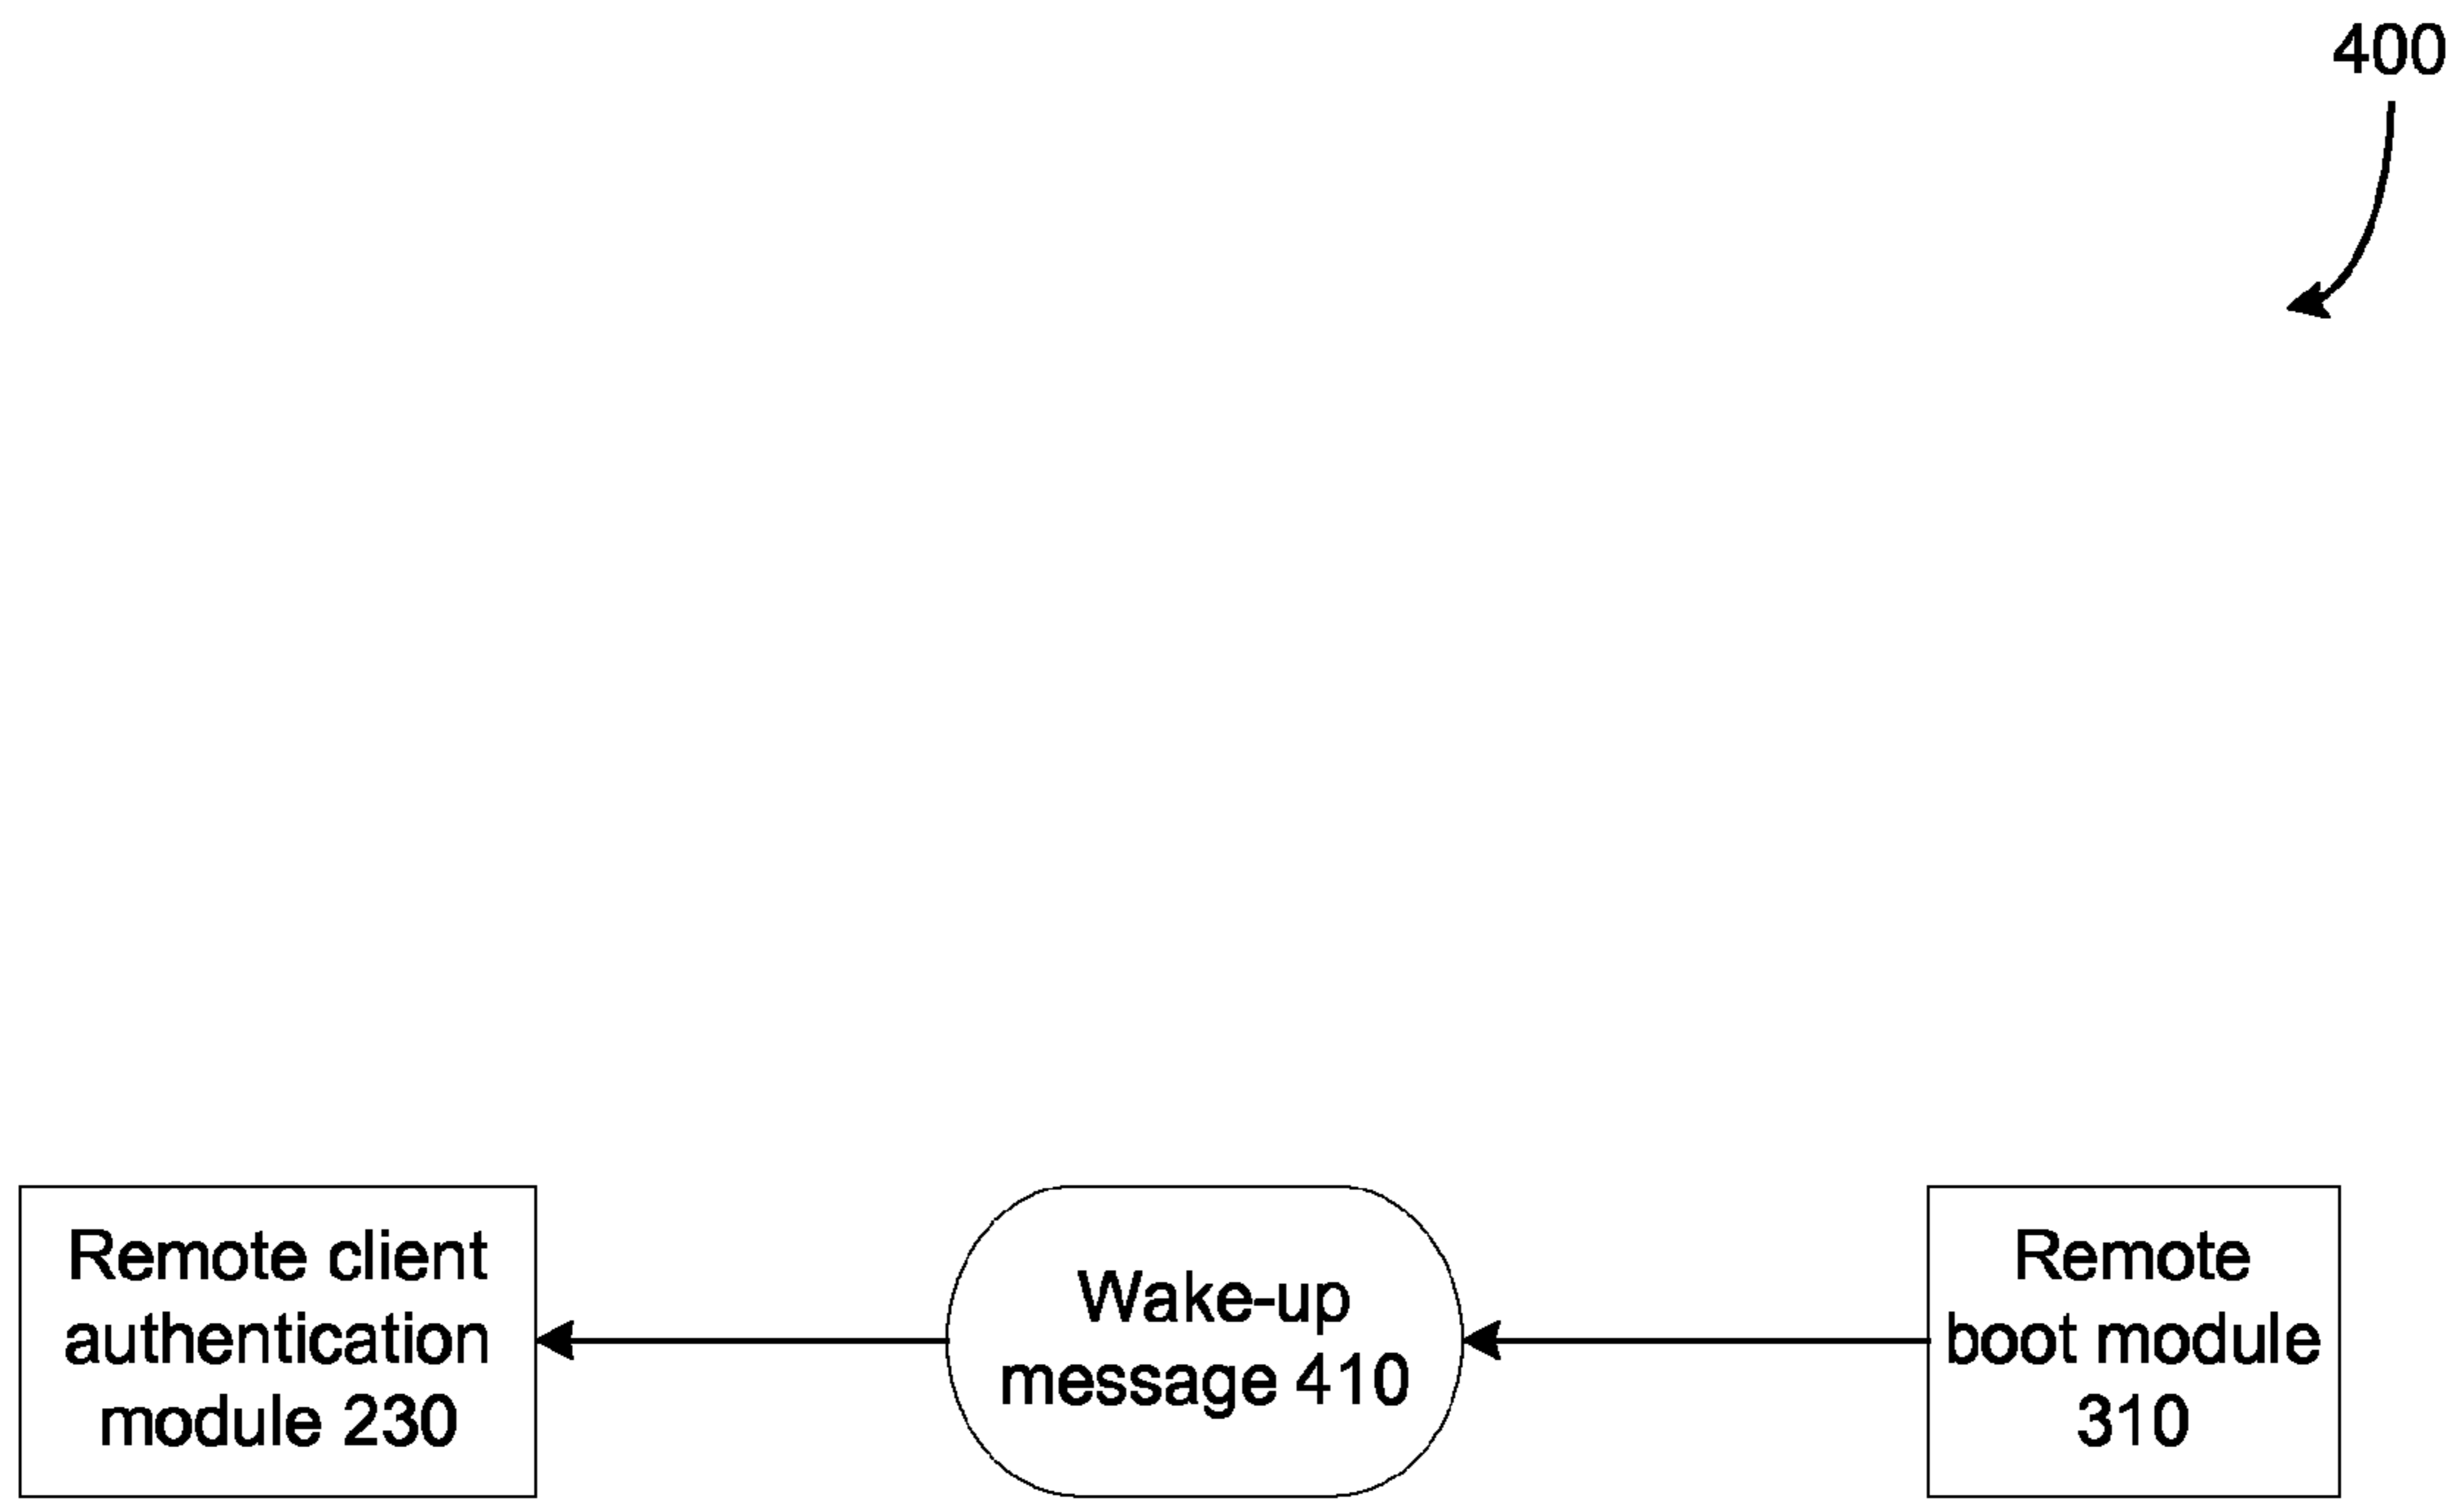 400
Remote client
authentication
module 230
Wake-up
message 410
Remote
boot module
310